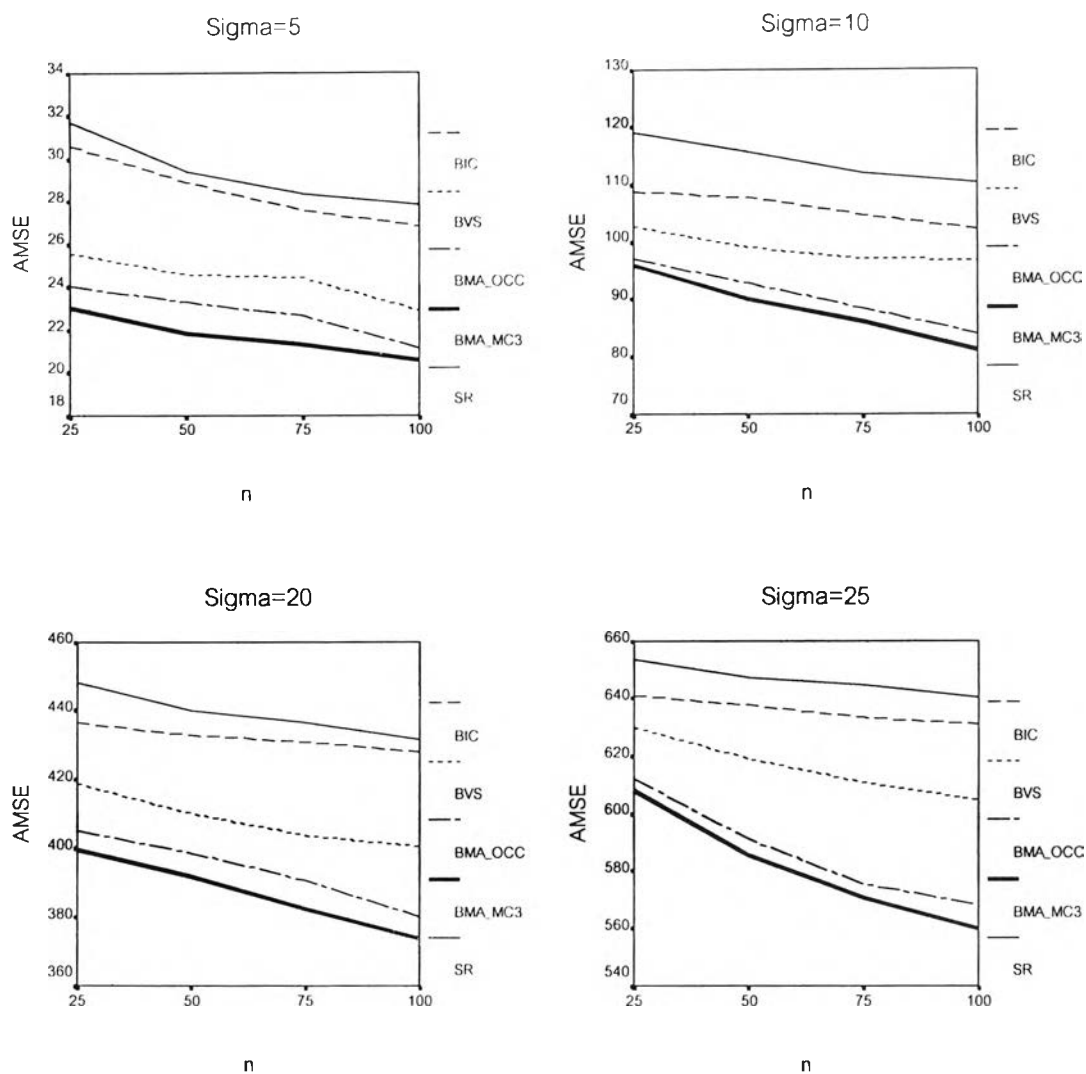 Sigma=5
34
32
30
28
26
24
22
20
18
AMSE
25
50
75
100
n
BIC
BVS
BMA_OCC
BMA_MC3
SR
Sigma=10
130
120
110
100
90
80
70
AMSE
25
50
75
100
n
BIC
BVS
BMA_OCC
BMA_MC3
SR
Sigma=20
460
440
420
400
380
360
AMSE
25
50
75
100
n
BIC
BVS
BMA_OCC
BMA_MC3
SR
Sigma=25
660
640
620
600
580
560
540
AMSE
25
50
75
100
n
BIC
BVS
BMA_OCC
BMA_MC3
SR